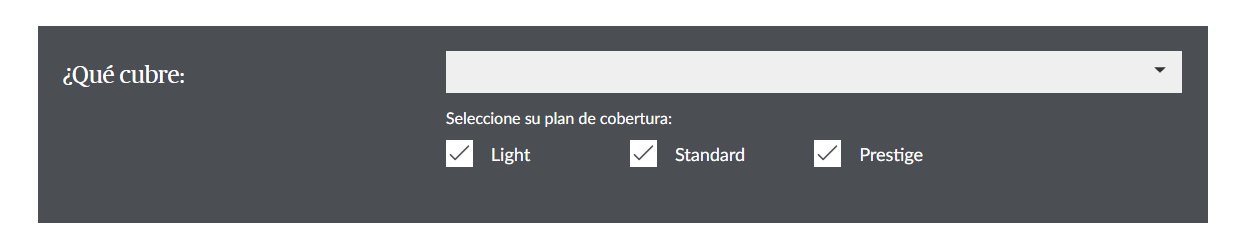 ¿Qué cubre:
Seleccione su plan de cobertura:
Light Standard Prestige